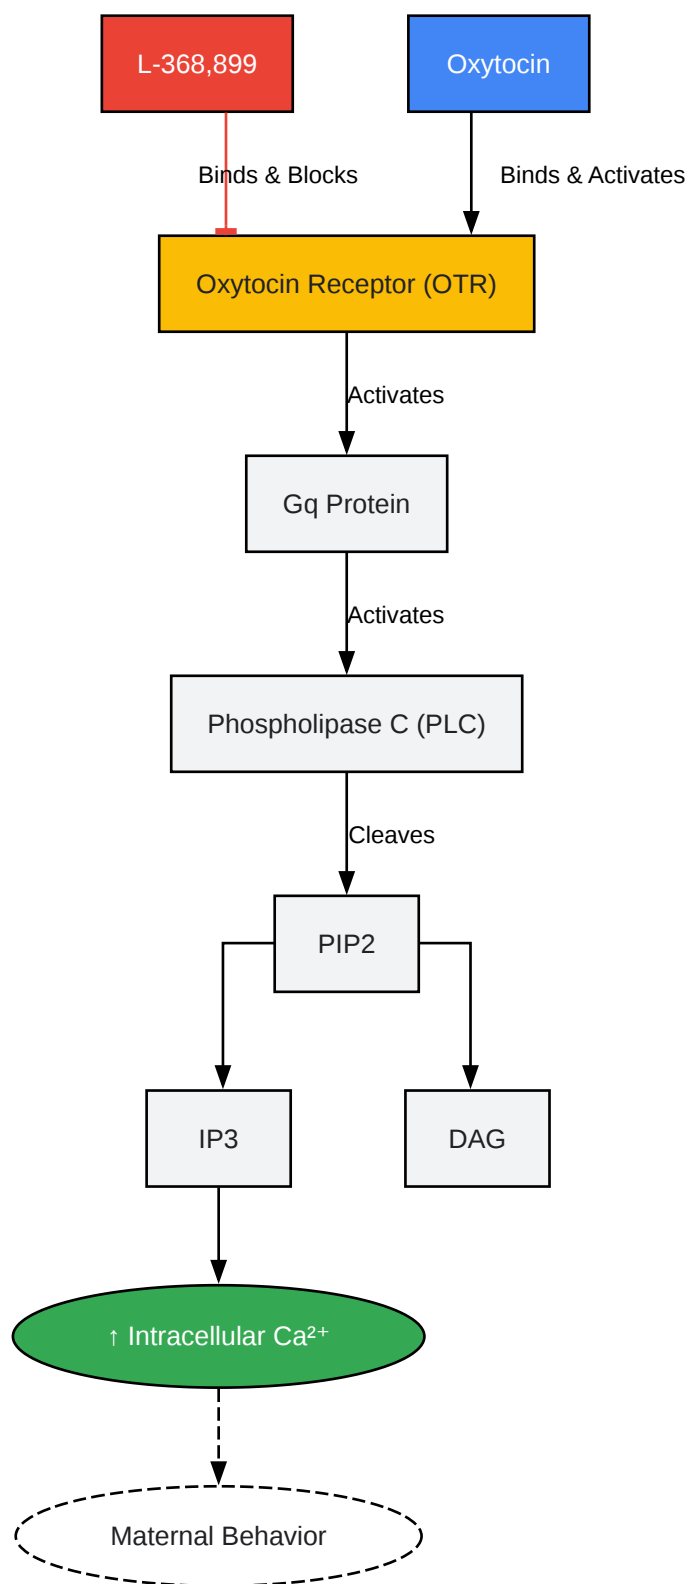 L-368,899
Oxytocin
Binds & Blocks
Binds & Activates
Oxytocin Receptor (OTR)
Activates
Gq Protein
Activates
Phospholipase C (PLC)
Cleaves
PIP2
IP3
DAG
↑ Intracellular Ca²⁺
Maternal Behavior